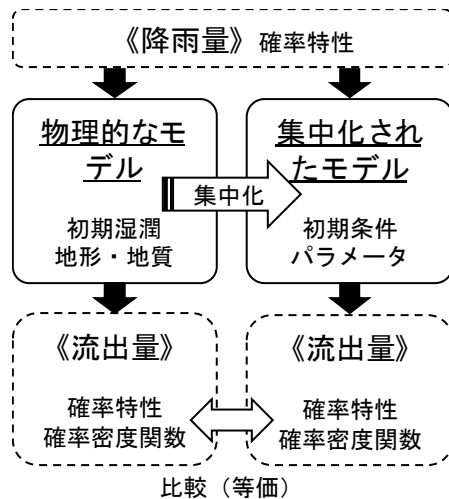 《降雨量》確率特性
物理的なモ
デル
初期湿潤
地形・地質
集中化
集中化され
たモデル
初期条件
パラメータ
《流出量》
確率特性
確率密度関数
《流出量》
確率特性
確率密度関数
比較（等価）